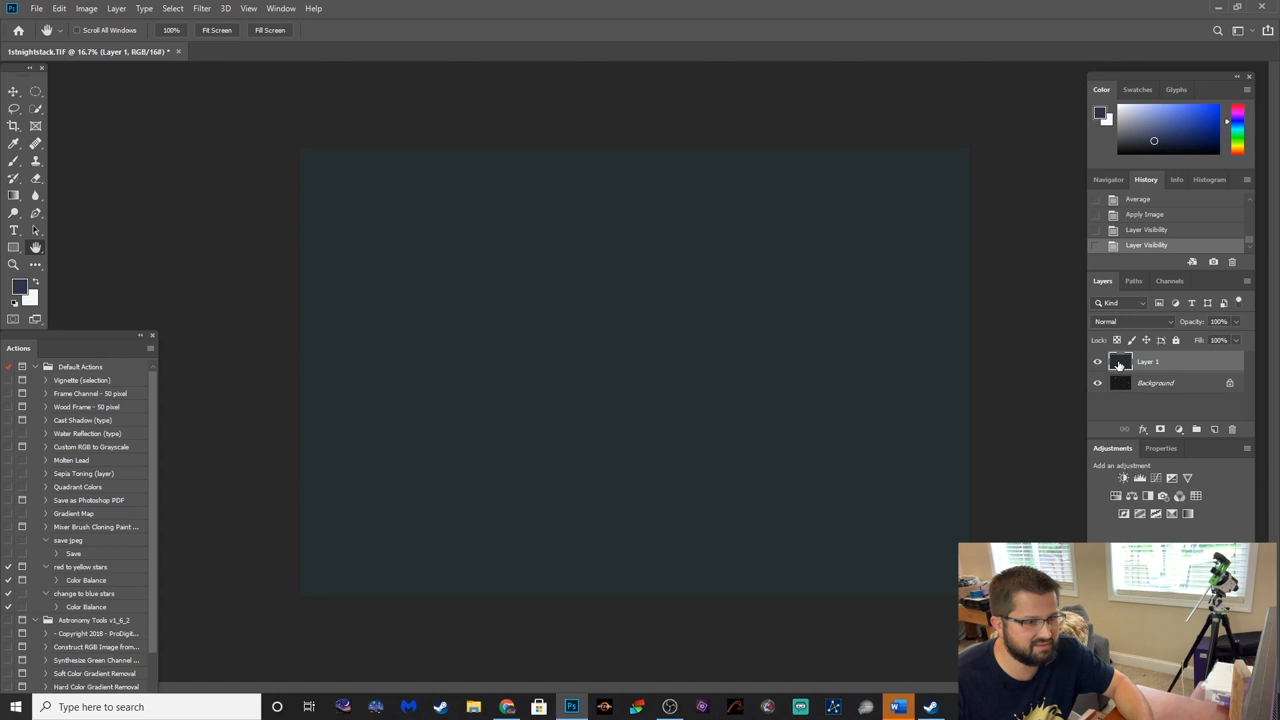 Ps File Edit Image Layer Type Select Filter 3D View Window Help
Scroll All Windows 100% Fit Screen Fill Screen
1stnightstack.TIF @ 16.7% (Layer 1, RGB/16#) * ×
Color Swatches Glyphs
Navigator History Info Histogram
Average
Apply Image
Layer Visibility
Layer Visibility
Layers Paths Channels
Kind
Normal Opacity: 100%
Lock: Fill: 100%
Layer 1
Background
Adjustments Properties
Add an adjustment
Actions
Default Actions
Vignette (selection)
Frame Channel - 50 pixel
Wood Frame - 50 pixel
Cast Shadow (type)
Water Reflection (type)
Custom RGB to Grayscale
Molten Lead
Sepia Toning (layer)
Quadrant Colors
Save as Photoshop PDF
Gradient Map
Mixer Brush Cloning Paint ...
save jpeg
Save
red to yellow stars
Color Balance
change to blue stars
Color Balance
Astronomy Tools v1_6_2
- Copyright 2018 - ProDigit...
Construct RGB Image from...
Synthesize Green Channel ...
Soft Color Gradient Removal
Hard Color Gradient Removal
Type here to search